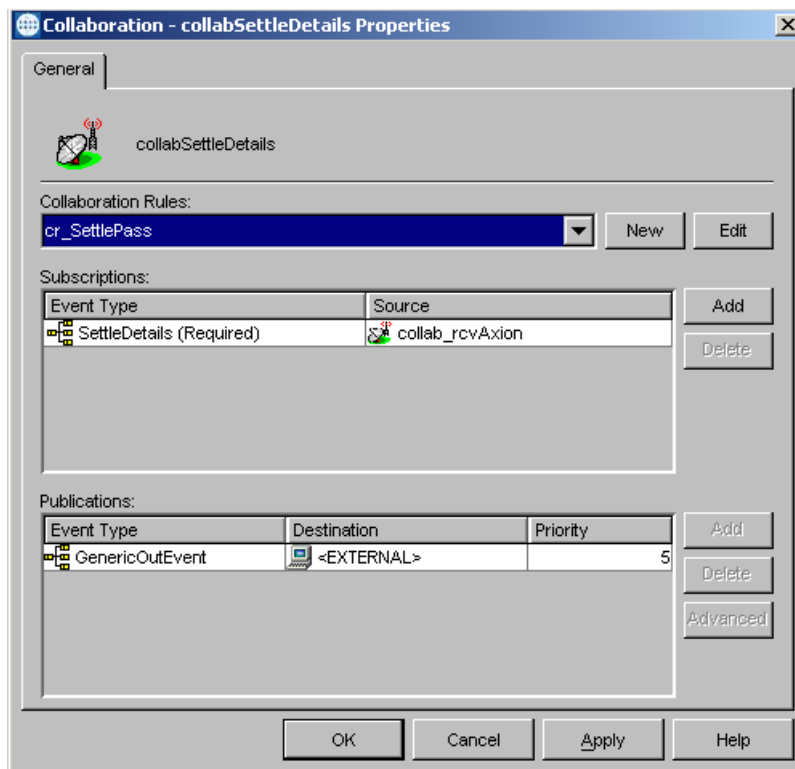 Collaboration - collabSettleDetails Properties
General
collabSettleDetails
Collaboration Rules:
cr_SettlePass New Edit
Subscriptions:
Event Type Source Add
SettleDetails (Required) collab_rcvAxion
Delete
Publications:
Event Type Destination Priority Add
GenericOutEvent <EXTERNAL> 5
Delete
Advanced
OK Cancel Apply Help